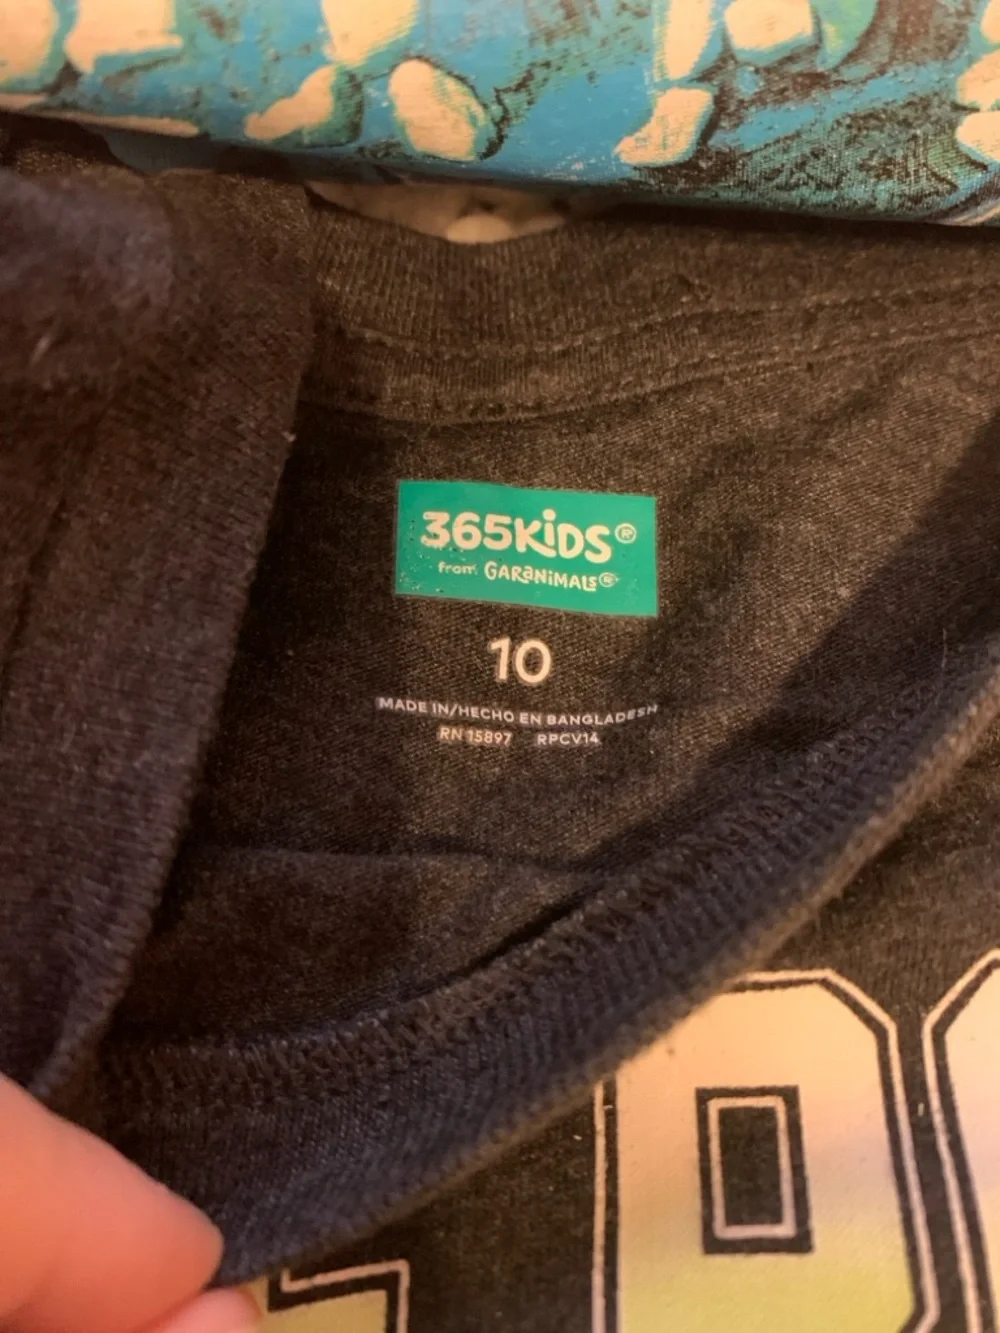 365KiDS®
from GARaNiMALS®
10
MADE IN/HECHO EN BANGLADESH
RN 15897 RPCV14